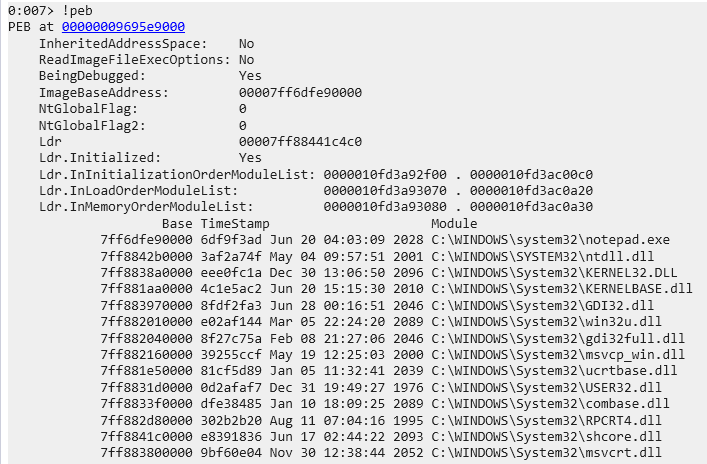 0:007> !peb
PEB at 00000009695e9000
InheritedAddressSpace: No
ReadImageFileExecOptions: No
BeingDebugged: Yes
ImageBaseAddress: 00007ff6dfe90000
NtGlobalFlag: 0
NtGlobalFlag2: 0
Ldr 00007ff88441c4c0
Ldr.Initialized: Yes
Ldr.InInitializationOrderModuleList: 0000010fd3a92f00 . 0000010fd3ac00c0
Ldr.InLoadOrderModuleList: 0000010fd3a93070 . 0000010fd3ac0a20
Ldr.InMemoryOrderModuleList: 0000010fd3a93080 . 0000010fd3ac0a30
Base TimeStamp Module
7ff6dfe90000 6df9f3ad Jun 20 04:03:09 2028 C:\WINDOWS\system32\notepad.exe
7ff8842b0000 3af2a74f May 04 09:57:51 2001 C:\WINDOWS\SYSTEM32\ntdll.dll
7ff8838a0000 eee0fc1a Dec 30 13:06:50 2096 C:\WINDOWS\System32\KERNEL32.DLL
7ff881aa0000 4c1e5ac2 Jun 20 15:15:30 2010 C:\WINDOWS\System32\KERNELBASE.dll
7ff883970000 8fdf2fa3 Jun 28 00:16:51 2046 C:\WINDOWS\System32\GDI32.dll
7ff882010000 e02af144 Mar 05 22:24:20 2089 C:\WINDOWS\System32\win32u.dll
7ff882040000 8f27c75a Feb 08 21:27:06 2046 C:\WINDOWS\System32\gdi32full.dll
7ff882160000 39255ccf May 19 12:25:03 2000 C:\WINDOWS\System32\msvcp_win.dll
7ff881e50000 81cf5d89 Jan 05 11:32:41 2039 C:\WINDOWS\System32\ucrtbase.dll
7ff8831d0000 0d2afaf7 Dec 31 19:49:27 1976 C:\WINDOWS\System32\USER32.dll
7ff8833f0000 dfe38485 Jan 10 18:09:25 2089 C:\WINDOWS\System32\combase.dll
7ff882d80000 302b2b20 Aug 11 07:04:16 1995 C:\WINDOWS\System32\RPCRT4.dll
7ff8841c0000 e8391836 Jun 17 02:44:22 2093 C:\WINDOWS\System32\shcore.dll
7ff883800000 9bf60e04 Nov 30 12:38:44 2052 C:\WINDOWS\System32\msvcrt.dll